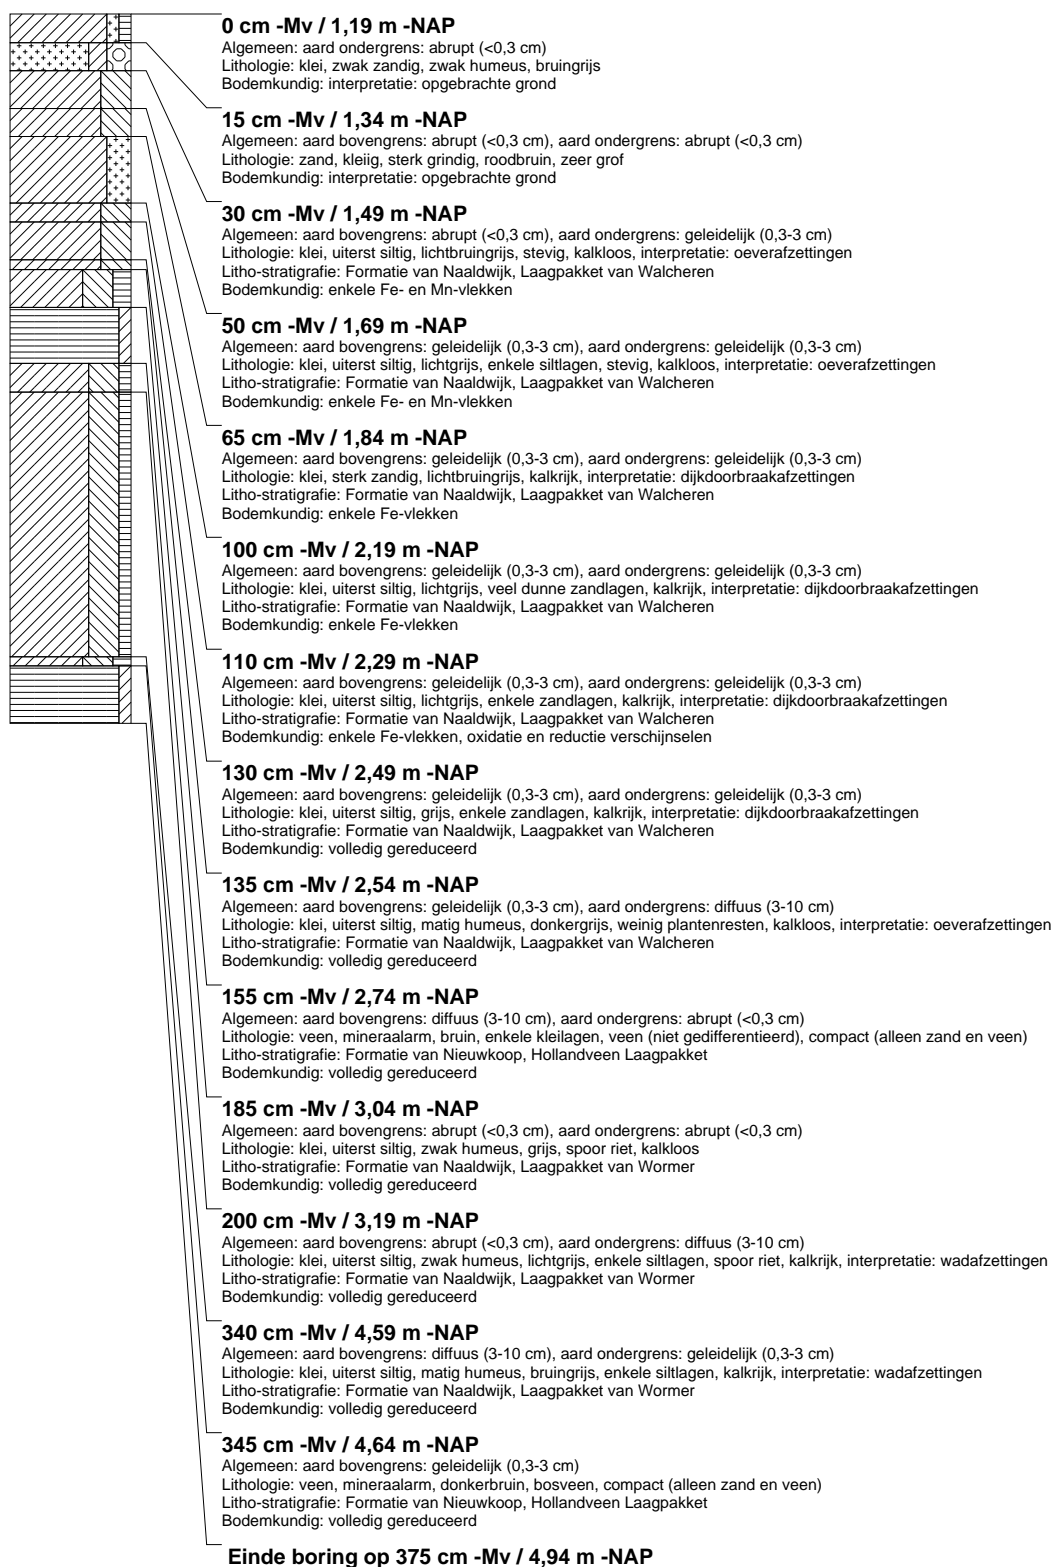 0 cm -Mv / 1,19 m -NAP
Algemeen: aard ondergrens: abrupt (<0,3 cm)
Lithologie: klei, zwak zandig, zwak humeus, bruingrijs
Bodemkundig: interpretatie: opgebrachte grond
15 cm -Mv / 1,34 m -NAP
Algemeen: aard bovengrens: abrupt (<0,3 cm), aard ondergrens: abrupt (<0,3 cm)
Lithologie: zand, kleiig, sterk grindig, roodbruin, zeer grof
Bodemkundig: interpretatie: opgebrachte grond
30 cm -Mv / 1,49 m -NAP
Algemeen: aard bovengrens: abrupt (<0,3 cm), aard ondergrens: geleidelijk (0,3-3 cm)
Lithologie: klei, uiterst siltig, lichtbruingrijs, stevig, kalkloos, interpretatie: oeverafzettingen
Litho-stratigrafie: Formatie van Naaldwijk, Laagpakket van Walcheren
Bodemkundig: enkele Fe- en Mn-vlekken
50 cm -Mv / 1,69 m -NAP
Algemeen: aard bovengrens: geleidelijk (0,3-3 cm), aard ondergrens: geleidelijk (0,3-3 cm)
Lithologie: klei, uiterst siltig, lichtgrijs, enkele siltlagen, stevig, kalkloos, interpretatie: oeverafzettingen
Litho-stratigrafie: Formatie van Naaldwijk, Laagpakket van Walcheren
Bodemkundig: enkele Fe- en Mn-vlekken
65 cm -Mv / 1,84 m -NAP
Algemeen: aard bovengrens: geleidelijk (0,3-3 cm), aard ondergrens: geleidelijk (0,3-3 cm)
Lithologie: klei, sterk zandig, lichtbruingrijs, kalkrijk, interpretatie: dijkdoorbraakafzettingen
Litho-stratigrafie: Formatie van Naaldwijk, Laagpakket van Walcheren
Bodemkundig: enkele Fe-vlekken
100 cm -Mv / 2,19 m -NAP
Algemeen: aard bovengrens: geleidelijk (0,3-3 cm), aard ondergrens: geleidelijk (0,3-3 cm)
Lithologie: klei, uiterst siltig, lichtgrijs, veel dunne zandlagen, kalkrijk, interpretatie: dijkdoorbraakafzettingen
Litho-stratigrafie: Formatie van Naaldwijk, Laagpakket van Walcheren
Bodemkundig: enkele Fe-vlekken
110 cm -Mv / 2,29 m -NAP
Algemeen: aard bovengrens: geleidelijk (0,3-3 cm), aard ondergrens: geleidelijk (0,3-3 cm)
Lithologie: klei, uiterst siltig, lichtgrijs, enkele zandlagen, kalkrijk, interpretatie: dijkdoorbraakafzettingen
Litho-stratigrafie: Formatie van Naaldwijk, Laagpakket van Walcheren
Bodemkundig: enkele Fe-vlekken, oxidatie en reductie verschijnselen
130 cm -Mv / 2,49 m -NAP
Algemeen: aard bovengrens: geleidelijk (0,3-3 cm), aard ondergrens: geleidelijk (0,3-3 cm)
Lithologie: klei, uiterst siltig, grijs, enkele zandlagen, kalkrijk, interpretatie: dijkdoorbraakafzettingen
Litho-stratigrafie: Formatie van Naaldwijk, Laagpakket van Walcheren
Bodemkundig: volledig gereduceerd
135 cm -Mv / 2,54 m -NAP
Algemeen: aard bovengrens: geleidelijk (0,3-3 cm), aard ondergrens: diffuus (3-10 cm)
Lithologie: klei, uiterst siltig, matig humeus, donkergrijs, weinig plantenresten, kalkloos, interpretatie: oeverafzettingen
Litho-stratigrafie: Formatie van Naaldwijk, Laagpakket van Walcheren
Bodemkundig: volledig gereduceerd
155 cm -Mv / 2,74 m -NAP
Algemeen: aard bovengrens: diffuus (3-10 cm), aard ondergrens: abrupt (<0,3 cm)
Lithologie: veen, mineraalarm, bruin, enkele kleilagen, veen (niet gedifferentieerd), compact (alleen zand en veen)
Litho-stratigrafie: Formatie van Nieuwkoop, Hollandveen Laagpakket
Bodemkundig: volledig gereduceerd
185 cm -Mv / 3,04 m -NAP
Algemeen: aard bovengrens: abrupt (<0,3 cm), aard ondergrens: abrupt (<0,3 cm)
Lithologie: klei, uiterst siltig, zwak humeus, grijs, spoor riet, kalkloos
Litho-stratigrafie: Formatie van Naaldwijk, Laagpakket van Wormer
Bodemkundig: volledig gereduceerd
200 cm -Mv / 3,19 m -NAP
Algemeen: aard bovengrens: abrupt (<0,3 cm), aard ondergrens: diffuus (3-10 cm)
Lithologie: klei, uiterst siltig, zwak humeus, lichtgrijs, enkele siltlagen, spoor riet, kalkrijk, interpretatie: wadafzettingen
Litho-stratigrafie: Formatie van Naaldwijk, Laagpakket van Wormer
Bodemkundig: volledig gereduceerd
340 cm -Mv / 4,59 m -NAP
Algemeen: aard bovengrens: diffuus (3-10 cm), aard ondergrens: geleidelijk (0,3-3 cm)
Lithologie: klei, uiterst siltig, matig humeus, bruingrijs, enkele siltlagen, kalkrijk, interpretatie: wadafzettingen
Litho-stratigrafie: Formatie van Naaldwijk, Laagpakket van Wormer
Bodemkundig: volledig gereduceerd
345 cm -Mv / 4,64 m -NAP
Algemeen: aard bovengrens: geleidelijk (0,3-3 cm)
Lithologie: veen, mineraalarm, donkerbruin, bosveen, compact (alleen zand en veen)
Litho-stratigrafie: Formatie van Nieuwkoop, Hollandveen Laagpakket
Bodemkundig: volledig gereduceerd
Einde boring op 375 cm -Mv / 4,94 m -NAP